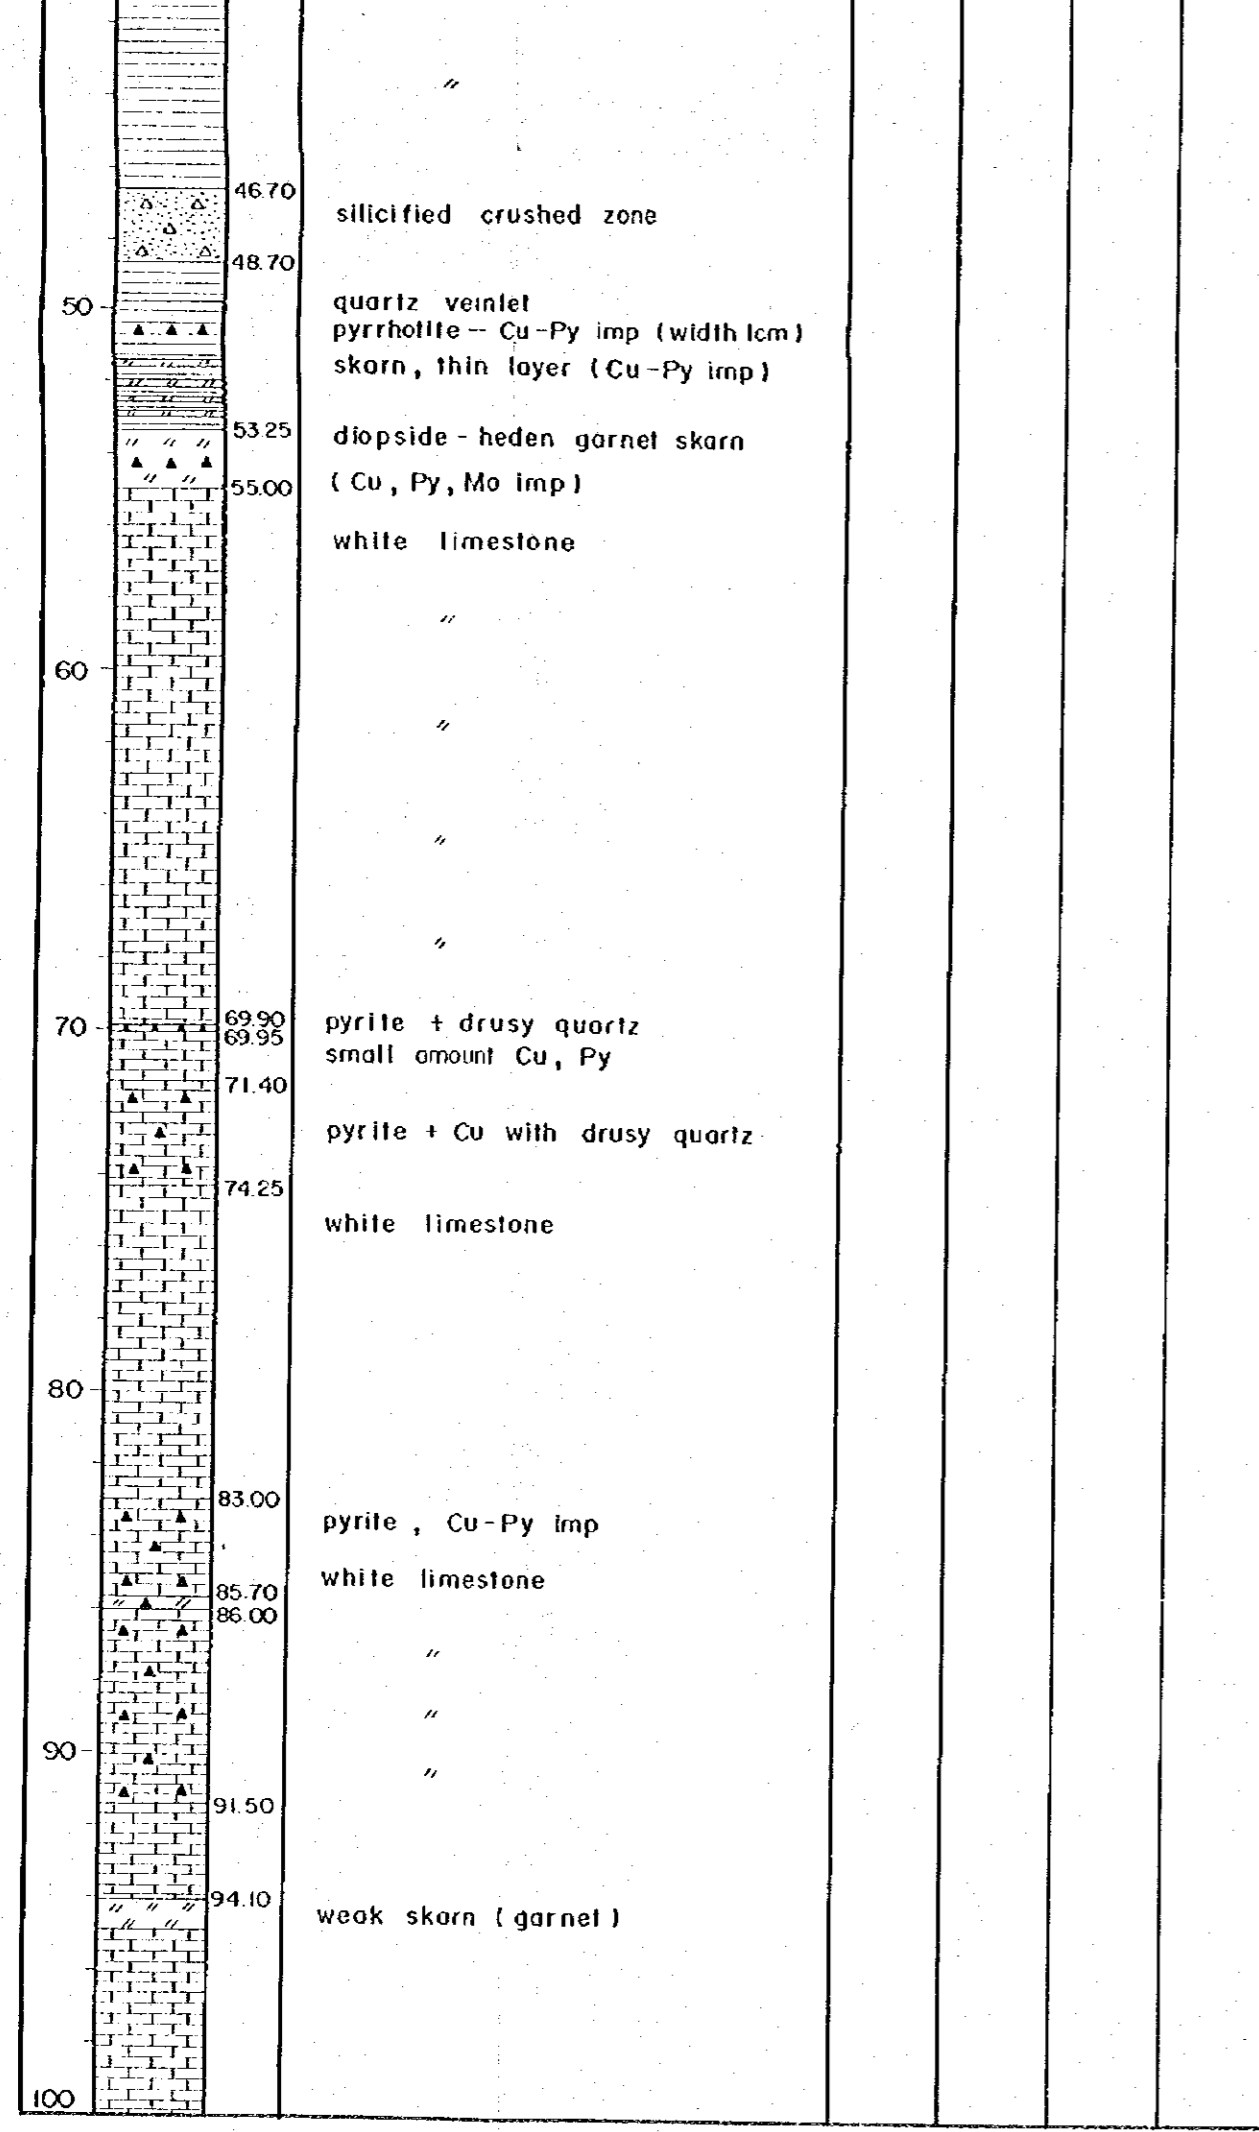 〃
46.70
silicified crushed zone
48.70
50
quartz veinlet
pyrrhotite -- Cu-Py imp (width 1cm)
skarn, thin layer (Cu-Py imp)
53.25
diopside - heden garnet skarn
55.00
(Cu, Py, Mo imp)
white limestone
〃
60
〃
〃
〃
69.90
70
pyrite + drusy quartz
69.95
small amount Cu, Py
71.40
pyrite + Cu with drusy quartz
74.25
white limestone
80
83.00
pyrite, Cu-Py imp
white limestone
85.70
86.00
〃
〃
90
〃
91.50
94.10
weak skarn (garnet)
100